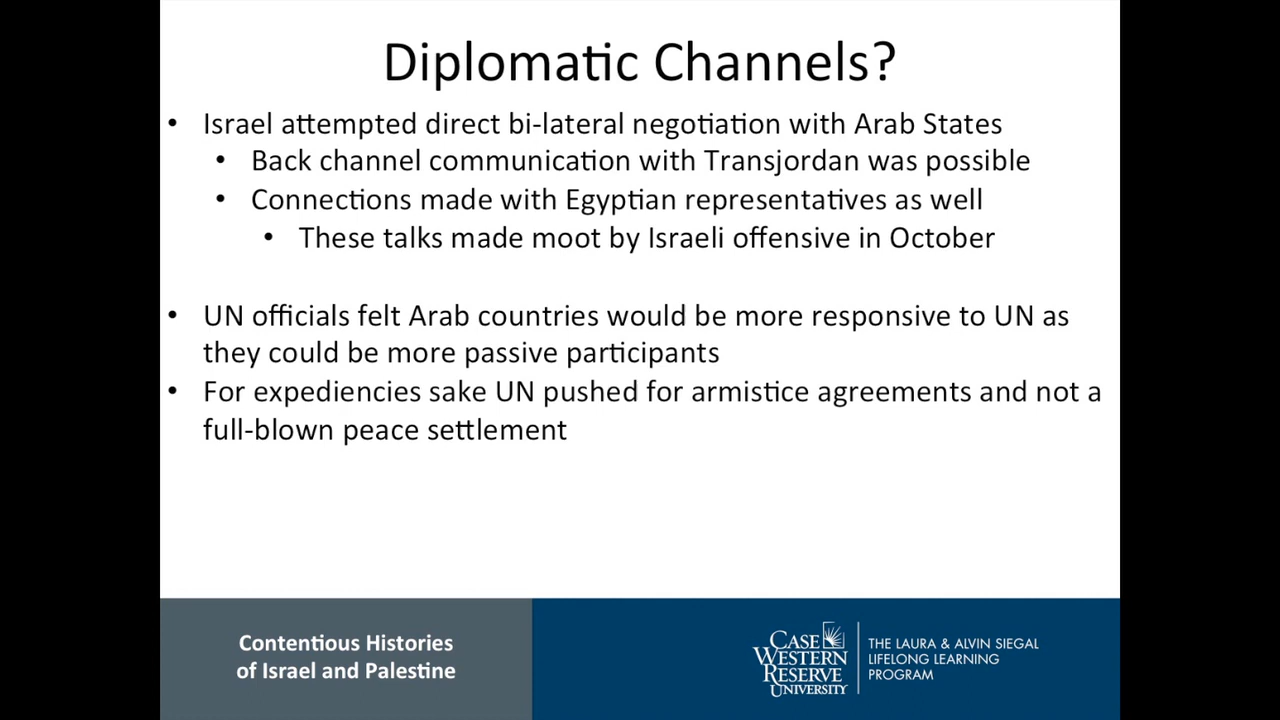 Diplomatic Channels?
• Israel attempted direct bi-lateral negotiation with Arab States
• Back channel communication with Transjordan was possible
• Connections made with Egyptian representatives as well
• These talks made moot by Israeli offensive in October
• UN officials felt Arab countries would be more responsive to UN as
they could be more passive participants
• For expediencies sake UN pushed for armistice agreements and not a
full-blown peace settlement
Contentious Histories
of Israel and Palestine
CASE
WESTERN
RESERVE
UNIVERSITY
THE LAURA & ALVIN SIEGAL
LIFELONG LEARNING
PROGRAM